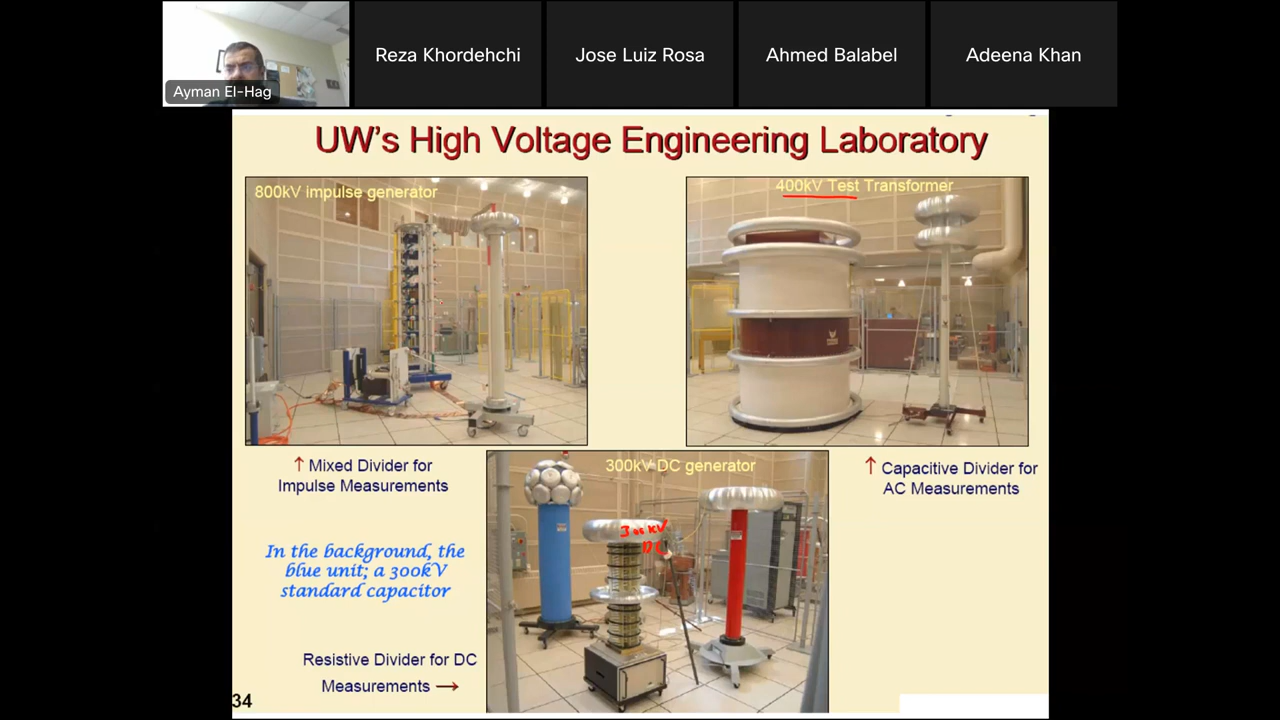 Ayman El-Hag
Reza Khordehchi
Jose Luiz Rosa
Ahmed Balabel
Adeena Khan
UW's High Voltage Engineering Laboratory
800kV impulse generator
400kV Test Transformer
↑ Mixed Divider for
Impulse Measurements
300kV DC generator
↑ Capacitive Divider for
AC Measurements
300 kV
DC
In the background, the
blue unit; a 300kV
standard capacitor
Resistive Divider for DC
Measurements →
34